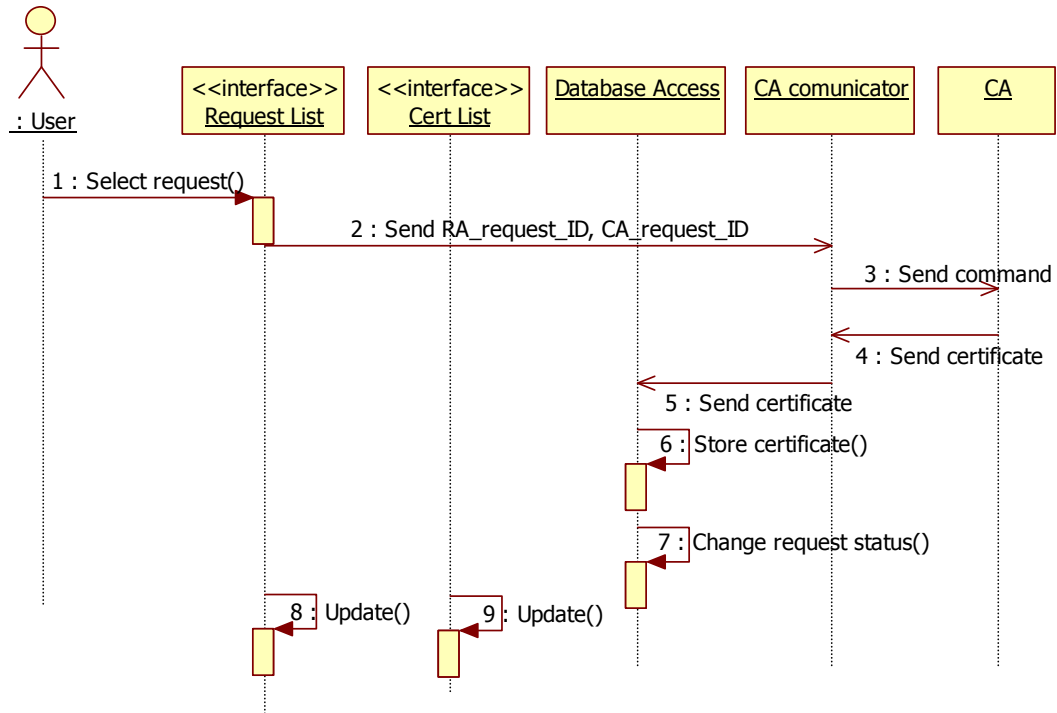 : User
<<interface>>
Request List
<<interface>>
Cert List
Database Access
CA comunicator
CA
1 : Select request()
2 : Send RA_request_ID, CA_request_ID
3 : Send command
4 : Send certificate
5 : Send certificate
6 : Store certificate()
7 : Change request status()
8 : Update()
9 : Update()